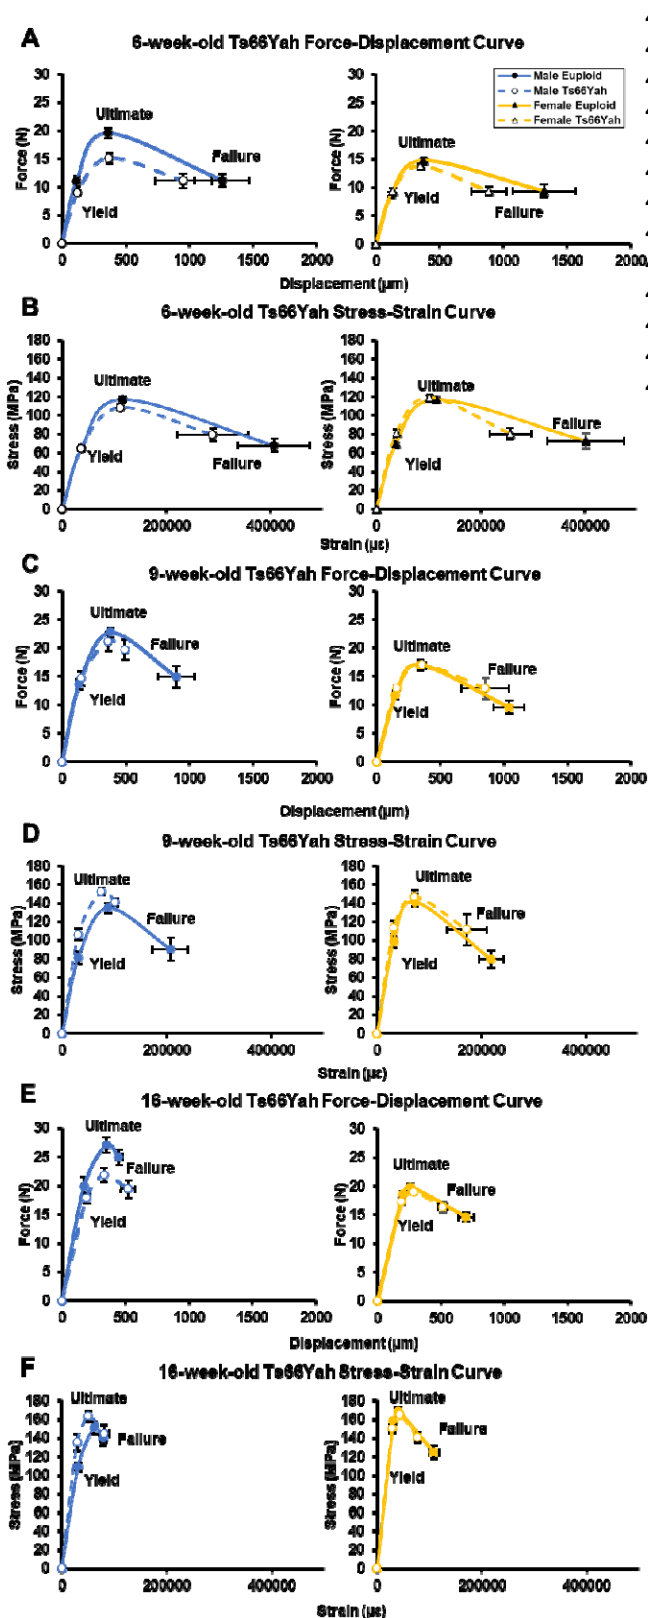 A
6-week-old Ts66Yah Force-Displacement Curve
Male Euploid
Male Ts66Yah
Female Euploid
Female Ts66Yah
Force (N)
30
25
20
15
10
5
0
Ultimate
Failure
Yield
0 500 1000 1500 2000
Force (N)
30
25
20
15
10
5
0
Ultimate
Yield
Failure
0 500 1000 1500 2000
Displacement (µm)
B
6-week-old Ts66Yah Stress-Strain Curve
Stress (MPa)
180
160
140
120
100
80
60
40
20
0
Ultimate
Yield
Failure
0 200000 400000
Stress (MPa)
180
160
140
120
100
80
60
40
20
0
Ultimate
Failure
Yield
0 200000 400000
Strain (µε)
C
9-week-old Ts66Yah Force-Displacement Curve
Force (N)
30
25
20
15
10
5
0
Ultimate
Failure
Yield
0 500 1000 1500 2000
Force (N)
30
25
20
15
10
5
0
Ultimate
Failure
Yield
0 500 1000 1500 2000
Displacement (µm)
D
9-week-old Ts66Yah Stress-Strain Curve
Stress (MPa)
180
160
140
120
100
80
60
40
20
0
Ultimate
Failure
Yield
0 200000 400000
Stress (MPa)
180
160
140
120
100
80
60
40
20
0
Ultimate
Failure
Yield
0 200000 400000
Strain (µε)
E
16-week-old Ts66Yah Force-Displacement Curve
Force (N)
30
25
20
15
10
5
0
Ultimate
Failure
Yield
0 500 1000 1500 2000
Force (N)
30
25
20
15
10
5
0
Ultimate
Failure
Yield
0 500 1000 1500 2000
Displacement (µm)
F
16-week-old Ts66Yah Stress-Strain Curve
Stress (MPa)
180
160
140
120
100
80
60
40
20
0
Ultimate
Failure
Yield
0 200000 400000
Stress (MPa)
180
160
140
120
100
80
60
40
20
0
Ultimate
Failure
Yield
0 200000 400000
Strain (µε)